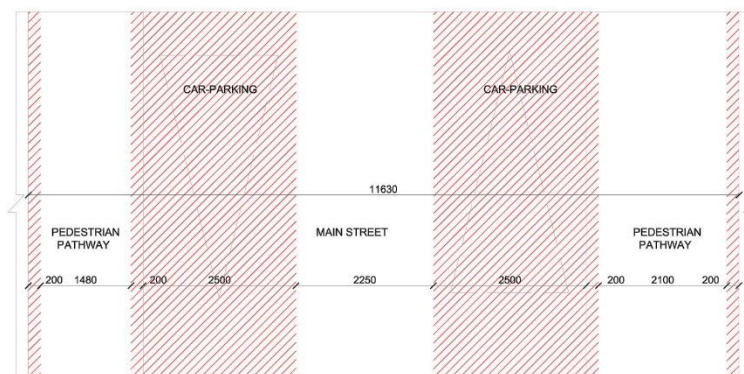 CAR-PARKING
CAR-PARKING
11630
PEDESTRIAN
PATHWAY
MAIN STREET
PEDESTRIAN
PATHWAY
200 1480 200 2500 2250 2500 200 2100 200